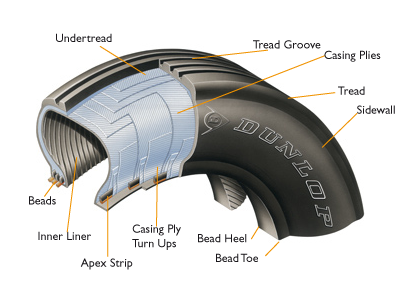 Undertread
Tread Groove
Casing Plies
Tread
Sidewall
DUNLOP
Beads
Inner Liner
Casing Ply
Turn Ups
Apex Strip
Bead Heel
Bead Toe